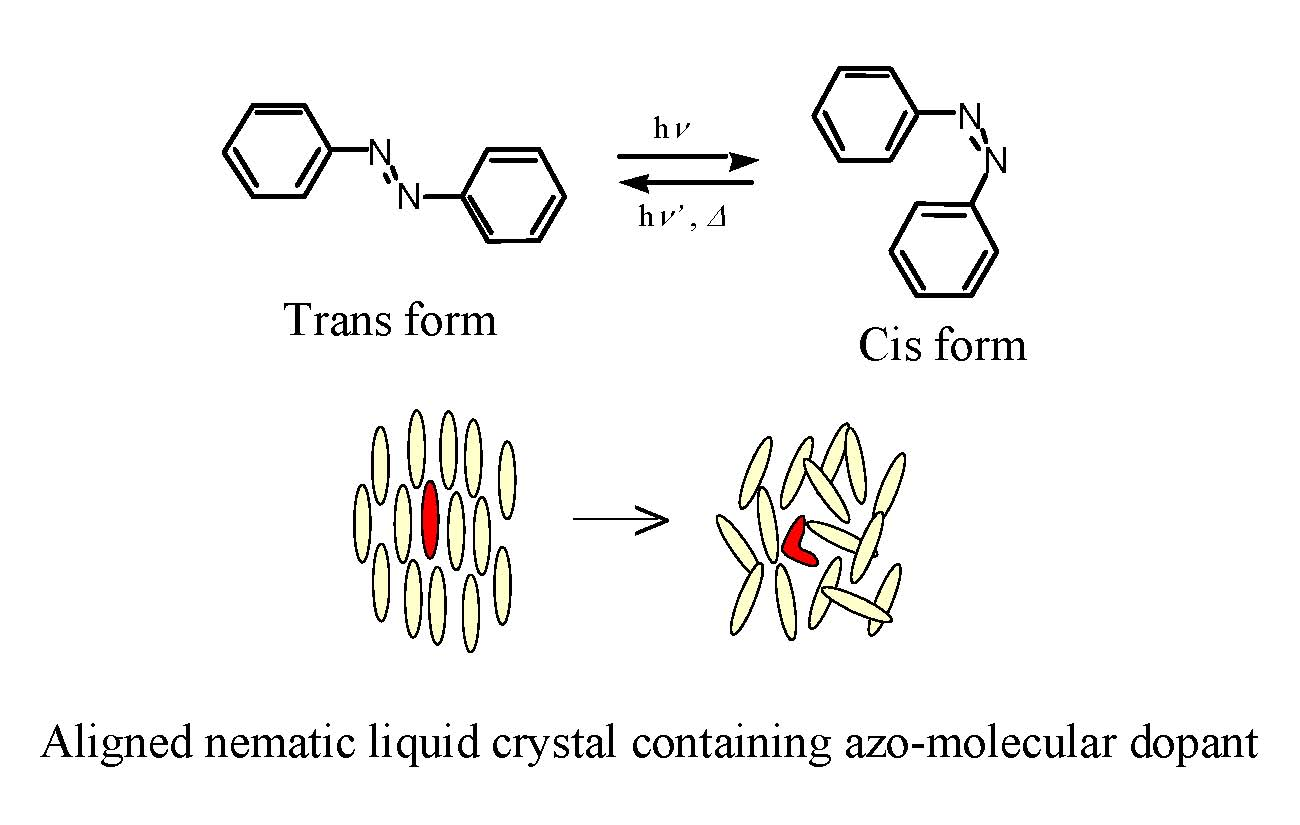 N
N
hν
hν', Δ
N
N
Trans form
Cis form
Aligned nematic liquid crystal containing azo-molecular dopant